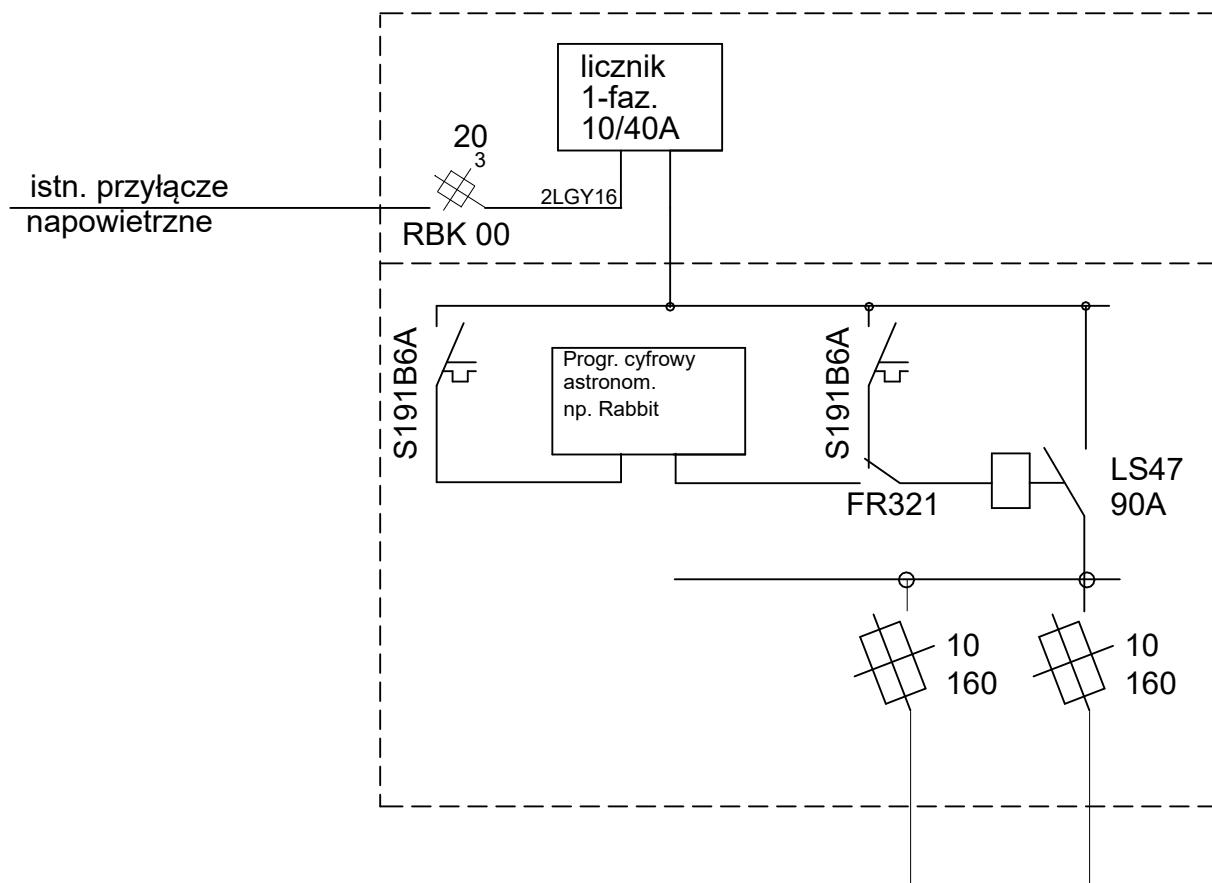 licznik
1-faz.
10/40A
20
3
istn. przyłącze
napowietrzne
2LGY16
RBK 00
S191B6A
Progr. cyfrowy
astronom.
np. Rabbit
S191B6A
FR321
LS47
90A
10
160
10
160